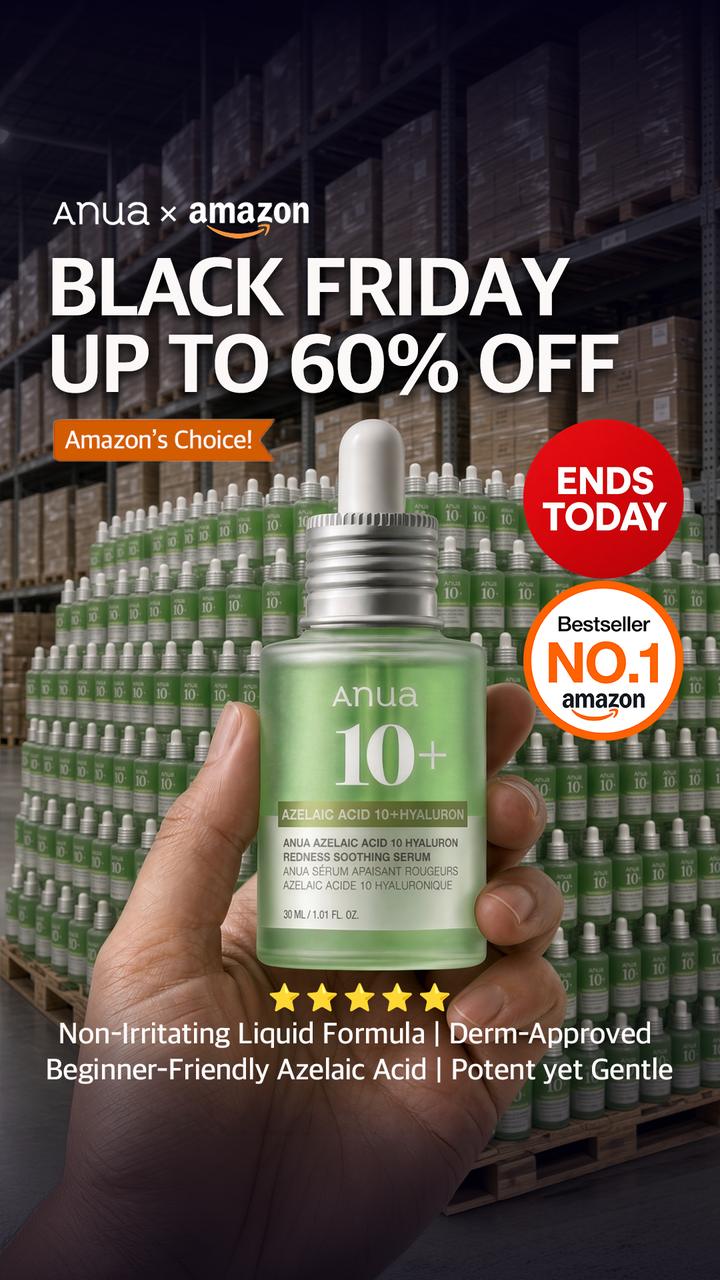 Anua × amazon
BLACK FRIDAY
UP TO 60% OFF
Amazon's Choice!
ENDS
TODAY
Bestseller
NO.1
amazon
Anua
10+
AZELAIC ACID 10+HYALURON
ANUA AZELAIC ACID 10 HYALURON
REDNESS SOOTHING SERUM
ANUA SÉRUM APAISANT ROUGEURS
AZELAIC ACIDE 10 HYALURONIQUE
30 ML / 1.01 FL. OZ.
Non-Irritating Liquid Formula | Derm-Approved
Beginner-Friendly Azelaic Acid | Potent yet Gentle